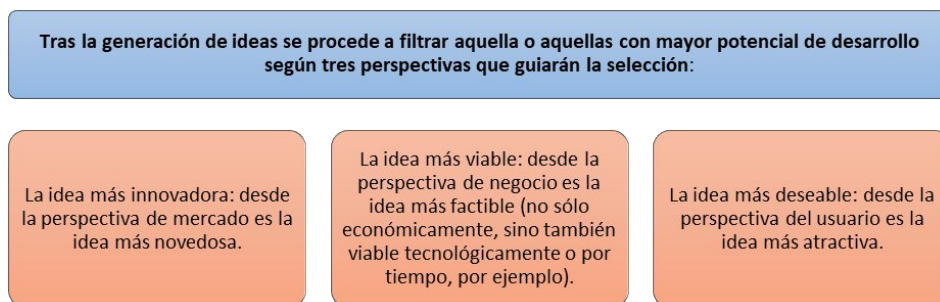 Tras la generación de ideas se procede a filtrar aquella o aquellas con mayor potencial de desarrollo
según tres perspectivas que guiarán la selección:
La idea más innovadora: desde
la perspectiva de mercado es la
idea más novedosa.
La idea más viable: desde la
perspectiva de negocio es la
idea más factible (no sólo
económicamente, sino también
viable tecnológicamente o por
tiempo, por ejemplo).
La idea más deseable: desde la
perspectiva del usuario es la
idea más atractiva.